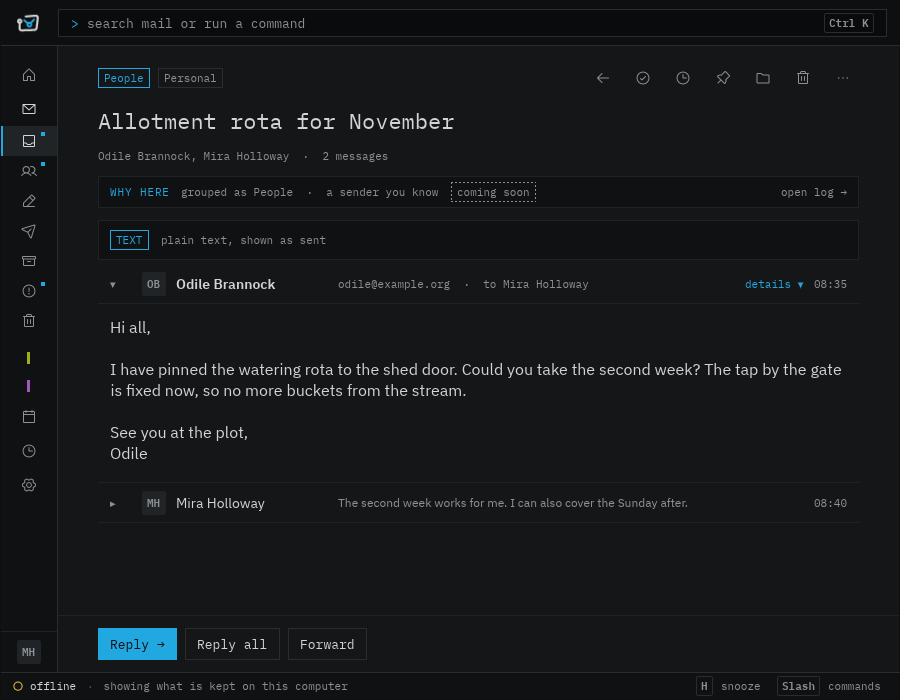 > search mail or run a command Ctrl K
People Personal
Allotment rota for November
Odile Brannock, Mira Holloway · 2 messages
WHY HERE grouped as People · a sender you know coming soon open log →
TEXT plain text, shown as sent
▾ OB Odile Brannock odile@example.org · to Mira Holloway details ▾ 08:35
Hi all,
I have pinned the watering rota to the shed door. Could you take the second week? The tap by the gate
is fixed now, so no more buckets from the stream.
See you at the plot,
Odile
▸ MH Mira Holloway The second week works for me. I can also cover the Sunday after. 08:40
Reply → Reply all Forward
MH
offline · showing what is kept on this computer H snooze Slash commands